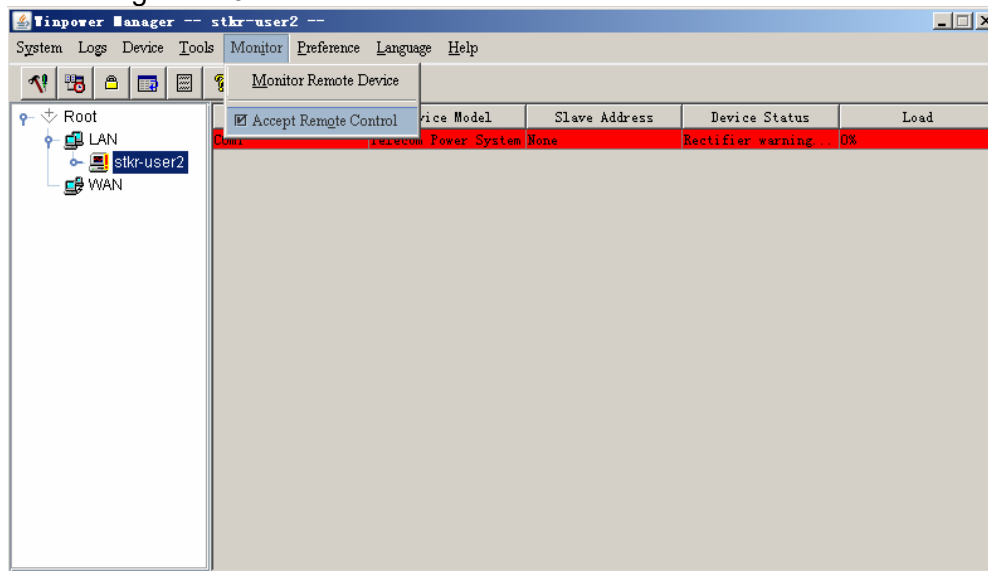 Winpower Manager -- stkr-user2 --
System Logs Device Tools Monitor Preference Language Help
Monitor Remote Device
Accept Remote Control
vice Model Slave Address Device Status Load
Com1 Telecom Power System None Rectifier warning... 0%
Root
LAN
stkr-user2
WAN